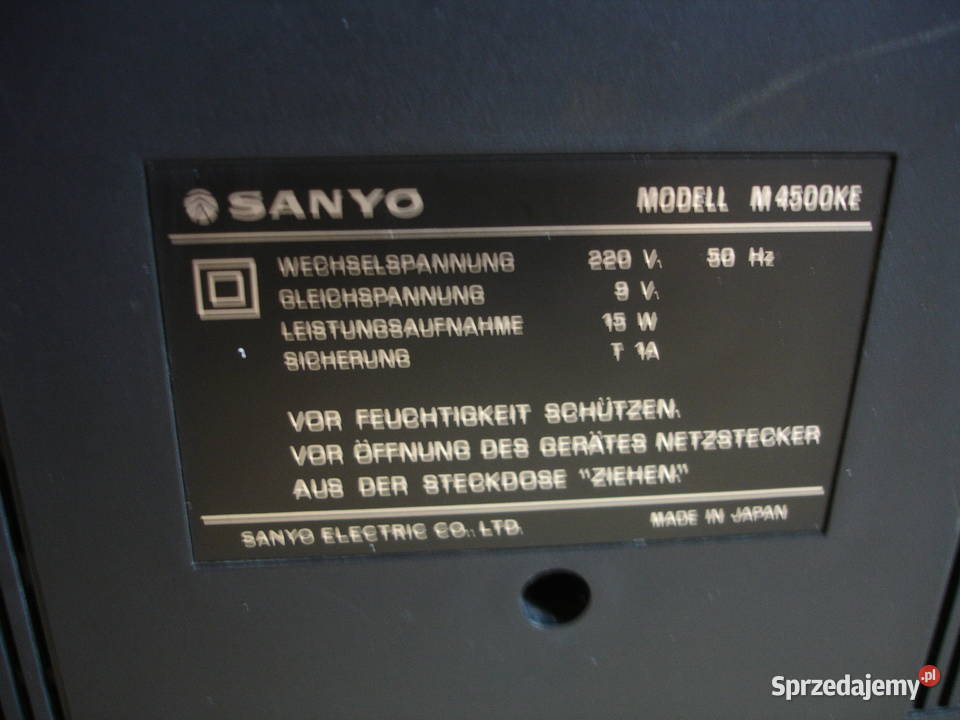 SANYO MODELL M4500KE
WECHSELSPANNUNG 220 V, 50 Hz
GLEICHSPANNUNG 9 V
LEISTUNGSAUFNAHME 15 W
SICHERUNG T 1A
VOR FEUCHTIGKEIT SCHÜTZEN.
VOR ÖFFNUNG DES GERÄTES NETZSTECKER
AUS DER STECKDOSE "ZIEHEN."
SANYO ELECTRIC CO., LTD. MADE IN JAPAN
Sprzedajemy.pl